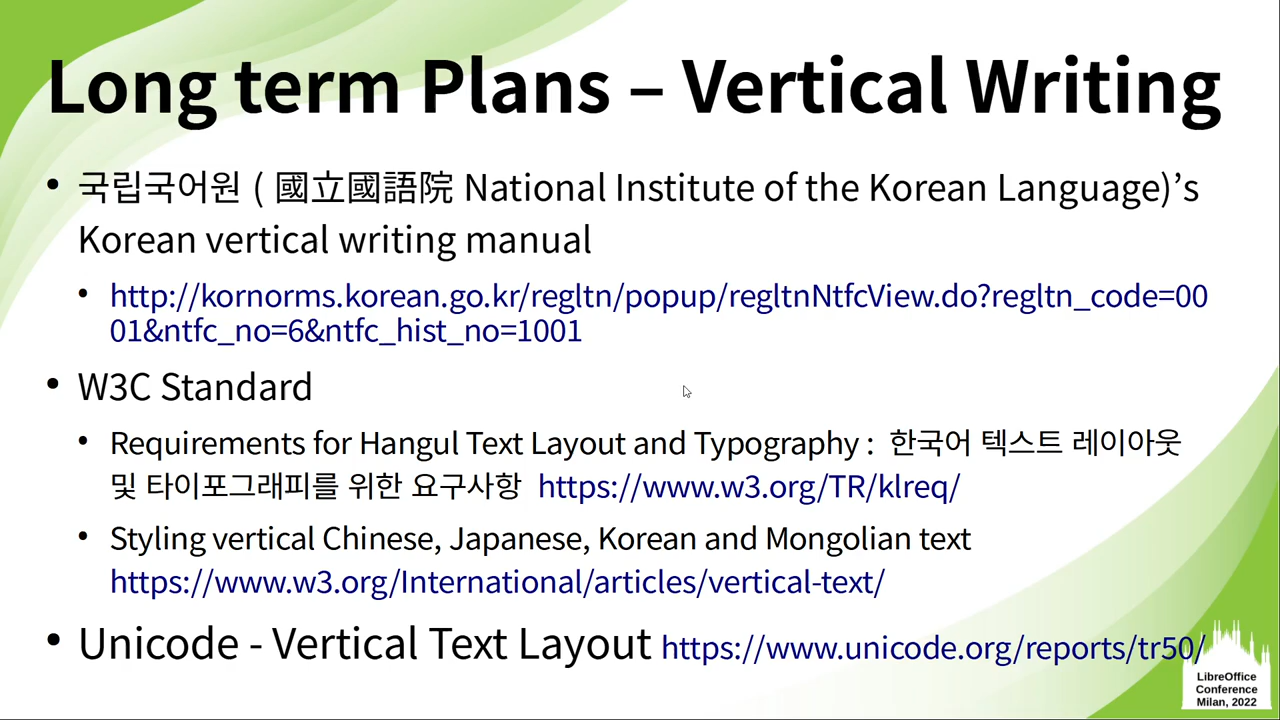 Long term Plans – Vertical Writing
• 국립국어원 ( 國立國語院 National Institute of the Korean Language)’s
Korean vertical writing manual
• http://kornorms.korean.go.kr/regltn/popup/regltnNtfcView.do?regltn_code=00
01&ntfc_no=6&ntfc_hist_no=1001
• W3C Standard
• Requirements for Hangul Text Layout and Typography : 한국어 텍스트 레이아웃
및 타이포그래피를 위한 요구사항 https://www.w3.org/TR/klreq/
• Styling vertical Chinese, Japanese, Korean and Mongolian text
https://www.w3.org/International/articles/vertical-text/
• Unicode - Vertical Text Layout https://www.unicode.org/reports/tr50/
LibreOffice
Conference
Milan, 2022